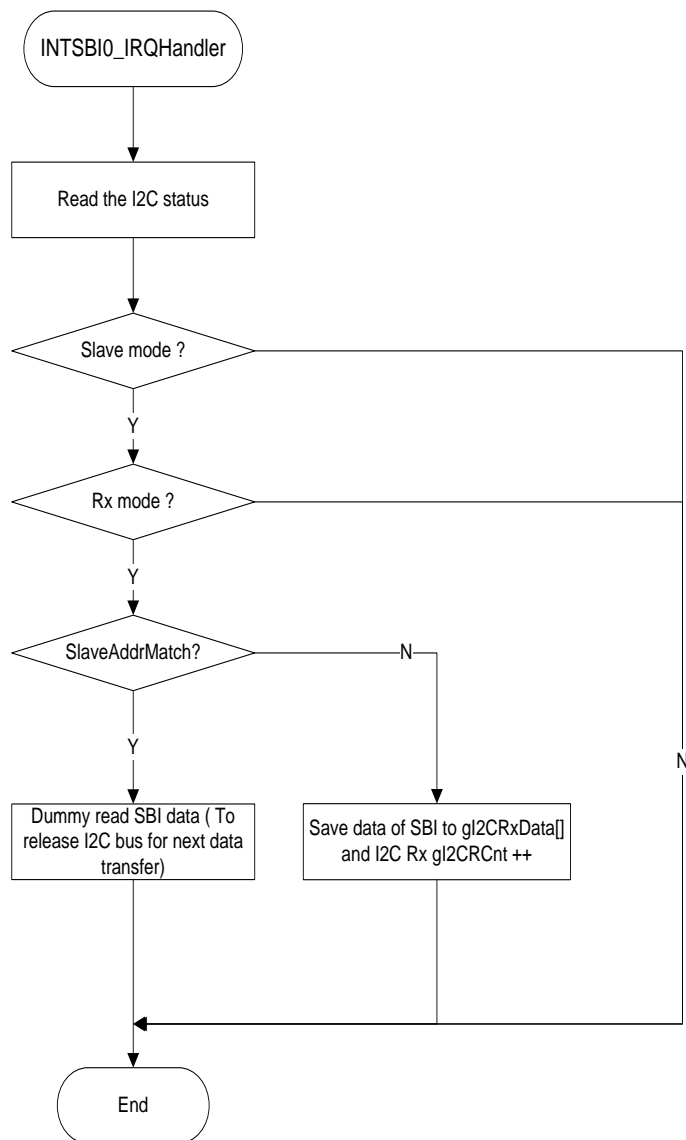 INTSBI0_IRQHandler
Read the I2C status
Slave mode ?
Y
Rx mode ?
Y
SlaveAddrMatch?
N
Y
N
Dummy read SBI data ( To
release I2C bus for next data
transfer)
Save data of SBI to gI2CRxData[]
and I2C Rx gI2CRCnt ++
End